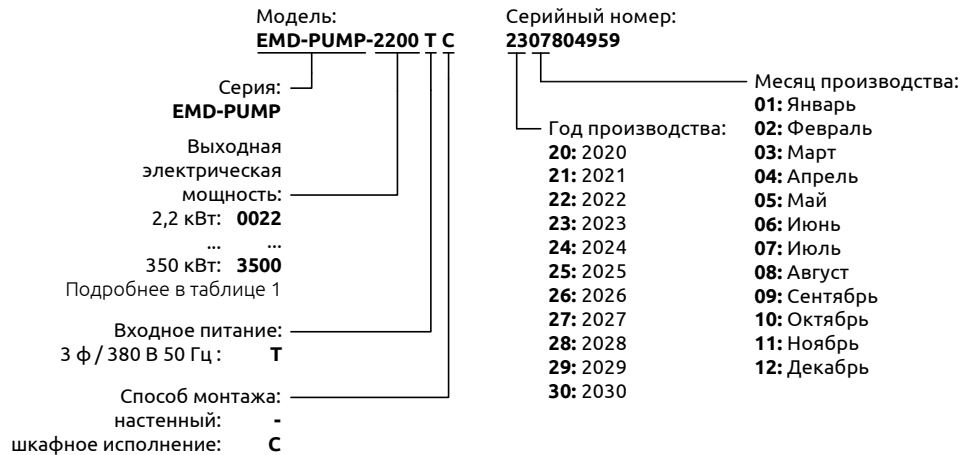 Модель:
EMD-PUMP-2200 T C
Серия:
EMD-PUMP
Выходная
электрическая
мощность:
2,2 кВт: 0022
... ...
350 кВт: 3500
Подробнее в таблице 1
Входное питание:
3 ф / 380 В 50 Гц : T
Способ монтажа:
настенный: -
шкафное исполнение: C
Серийный номер:
2307804959
Год производства:
20: 2020
21: 2021
22: 2022
23: 2023
24: 2024
25: 2025
26: 2026
27: 2027
28: 2028
29: 2029
30: 2030
Месяц производства:
01: Январь
02: Февраль
03: Март
04: Апрель
05: Май
06: Июнь
07: Июль
08: Август
09: Сентябрь
10: Октябрь
11: Ноябрь
12: Декабрь